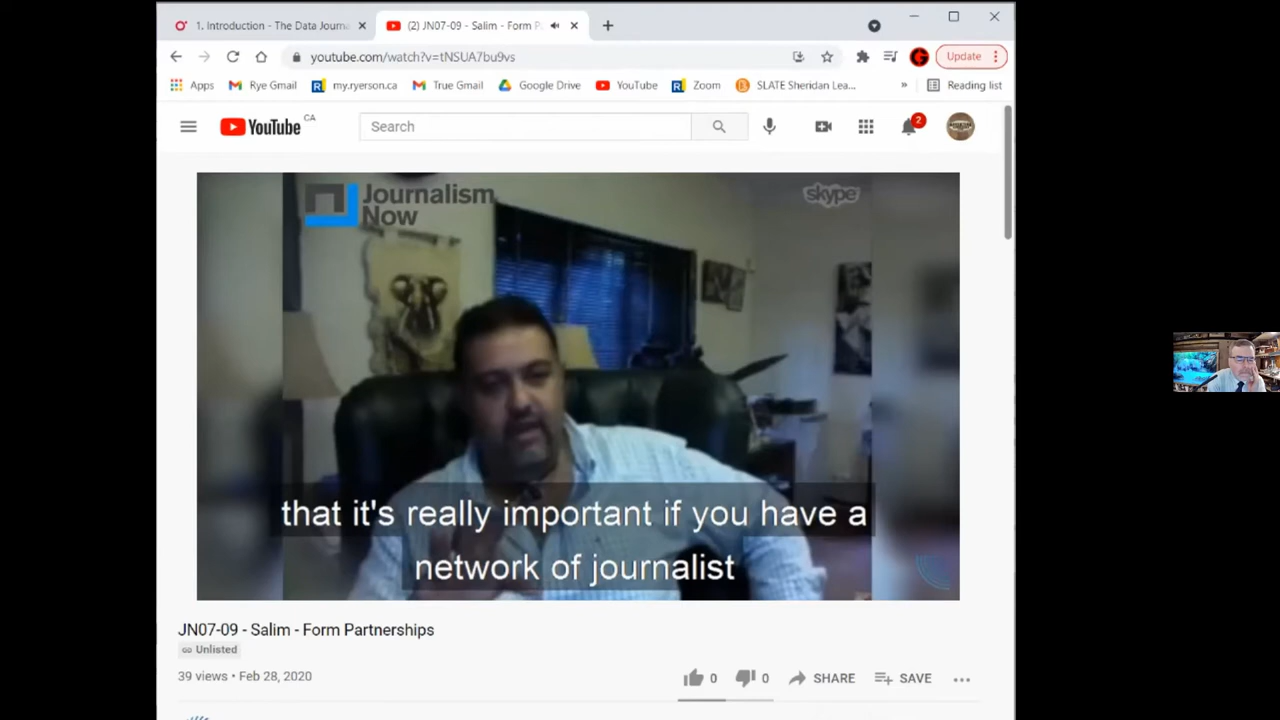 1. Introduction - The Data Journa
(2) JN07-09 - Salim - Form P
youtube.com/watch?v=tNSUA7bu9vs
Update
Apps
Rye Gmail
my.ryerson.ca
True Gmail
Google Drive
YouTube
Zoom
SLATE Sheridan Lea...
»
Reading list
YouTube CA
Search
2
Journalism
Now
skype
that it's really important if you have a
network of journalist
JN07-09 - Salim - Form Partnerships
Unlisted
39 views • Feb 28, 2020
0
0
SHARE
SAVE